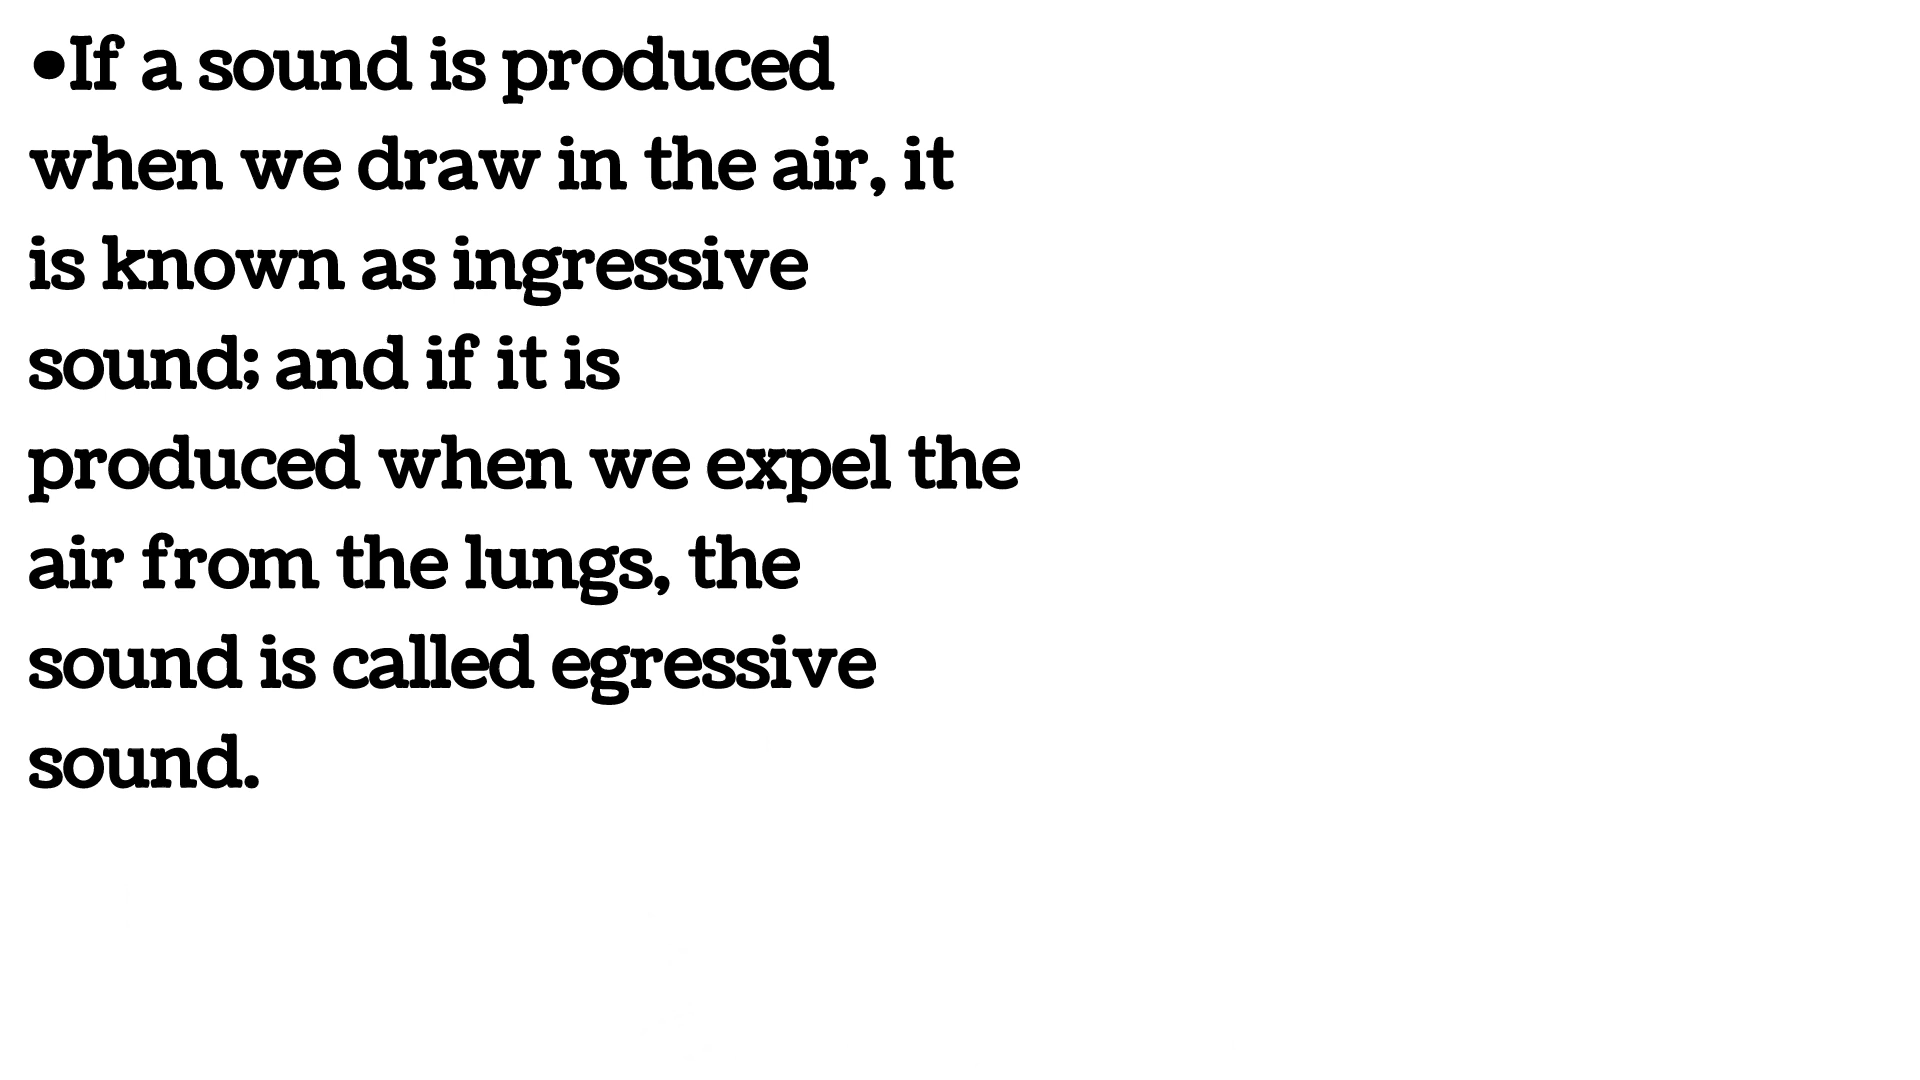 •If a sound is produced
when we draw in the air, it
is known as ingressive
sound; and if it is
produced when we expel the
air from the lungs, the
sound is called egressive
sound.